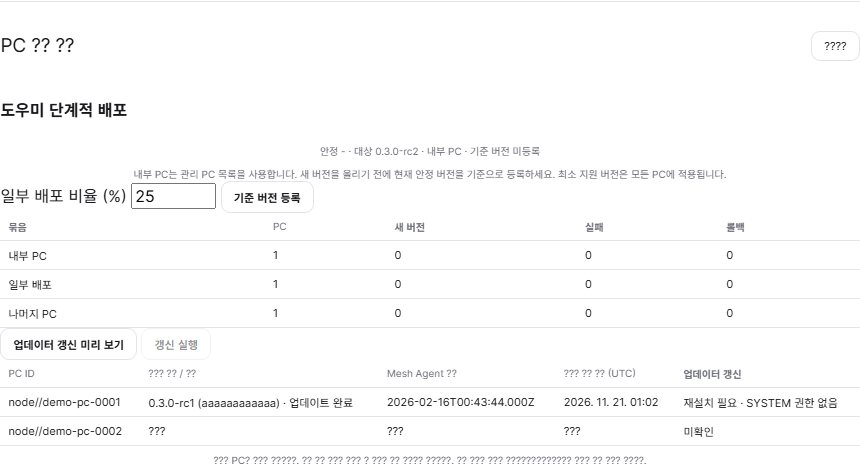 PC ?? ??
????
도우미 단계적 배포
안정 - · 대상 0.3.0-rc2 · 내부 PC · 기준 버전 미등록
내부 PC는 관리 PC 목록을 사용합니다. 새 버전을 올리기 전에 현재 안정 버전을 기준으로 등록하세요. 최소 지원 버전은 모든 PC에 적용됩니다.
일부 배포 비율 (%) 25 기준 버전 등록
묶음 PC 새 버전 실패 롤백
내부 PC 1 0 0 0
일부 배포 1 0 0 0
나머지 PC 1 0 0 0
업데이터 갱신 미리 보기 갱신 실행
PC ID ??? ?? / ?? Mesh Agent ?? ??? ?? ?? (UTC) 업데이터 갱신
node//demo-pc-0001 0.3.0-rc1 (aaaaaaaaaaaa) · 업데이트 완료 2026-02-16T00:43:44.000Z 2026. 11. 21. 01:02 재설치 필요 · SYSTEM 권한 없음
node//demo-pc-0002 ??? ??? ??? 미확인
??? PC? ??? ?????. ?? ?? ??? ??? ? ??? ?? ???? ?????. ?? ??? ??? ????????????? ??? ?? ??? ????.